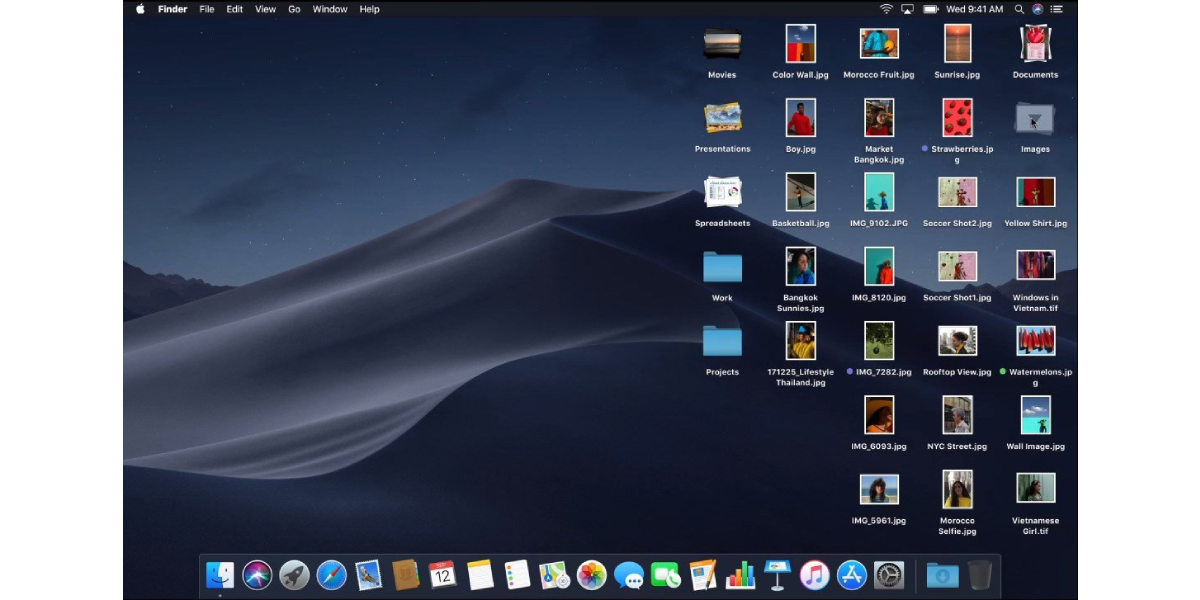 Finder File Edit View Go Window Help Wed 9:41 AM
Movies Color Wall.jpg Morocco Fruit.jpg Sunrise.jpg Documents
Presentations Boy.jpg Market Strawberries.jp Images
Bangkok.jpg g
Spreadsheets Basketball.jpg IMG_9102.JPG Soccer Shot2.jpg Yellow Shirt.jpg
Work Bangkok IMG_8120.jpg Soccer Shot1.jpg Windows in
Sunnies.jpg Vietnam.tif
Projects 171225_Lifestyle IMG_7282.jpg Rooftop View.jpg Watermelons.jp
Thailand.jpg g
IMG_6093.jpg NYC Street.jpg Wall Image.jpg
IMG_5961.jpg Morocco Vietnamese
Selfie.jpg Girl.tif
12